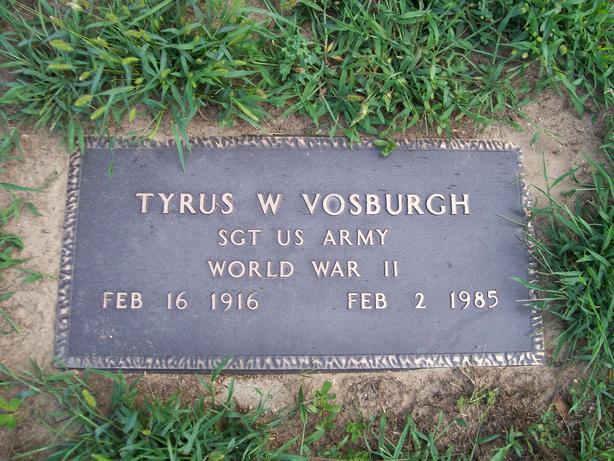 TYRUS W VOSBURGH
SGT US ARMY
WORLD WAR II
FEB 16 1916 FEB 2 1985